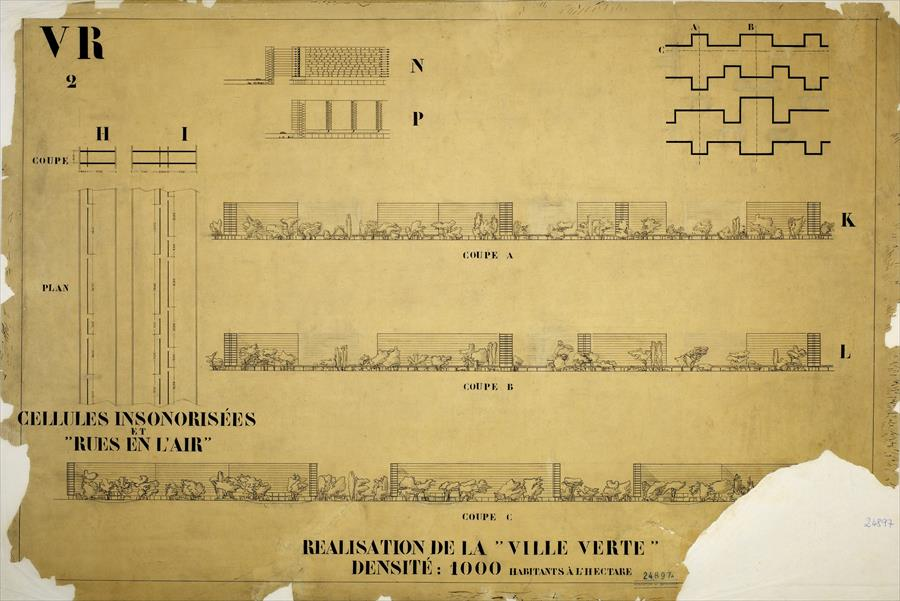 VR
2
N
P
A
B
C
H
I
COUPE
PLAN
K
COUPE A
L
COUPE B
CELLULES INSONORISÉES
ET
"RUES EN L'AIR"
COUPE C
REALISATION DE LA "VILLE VERTE"
DENSITÉ: 1000 HABITANTS À L'HECTARE
24897
24897